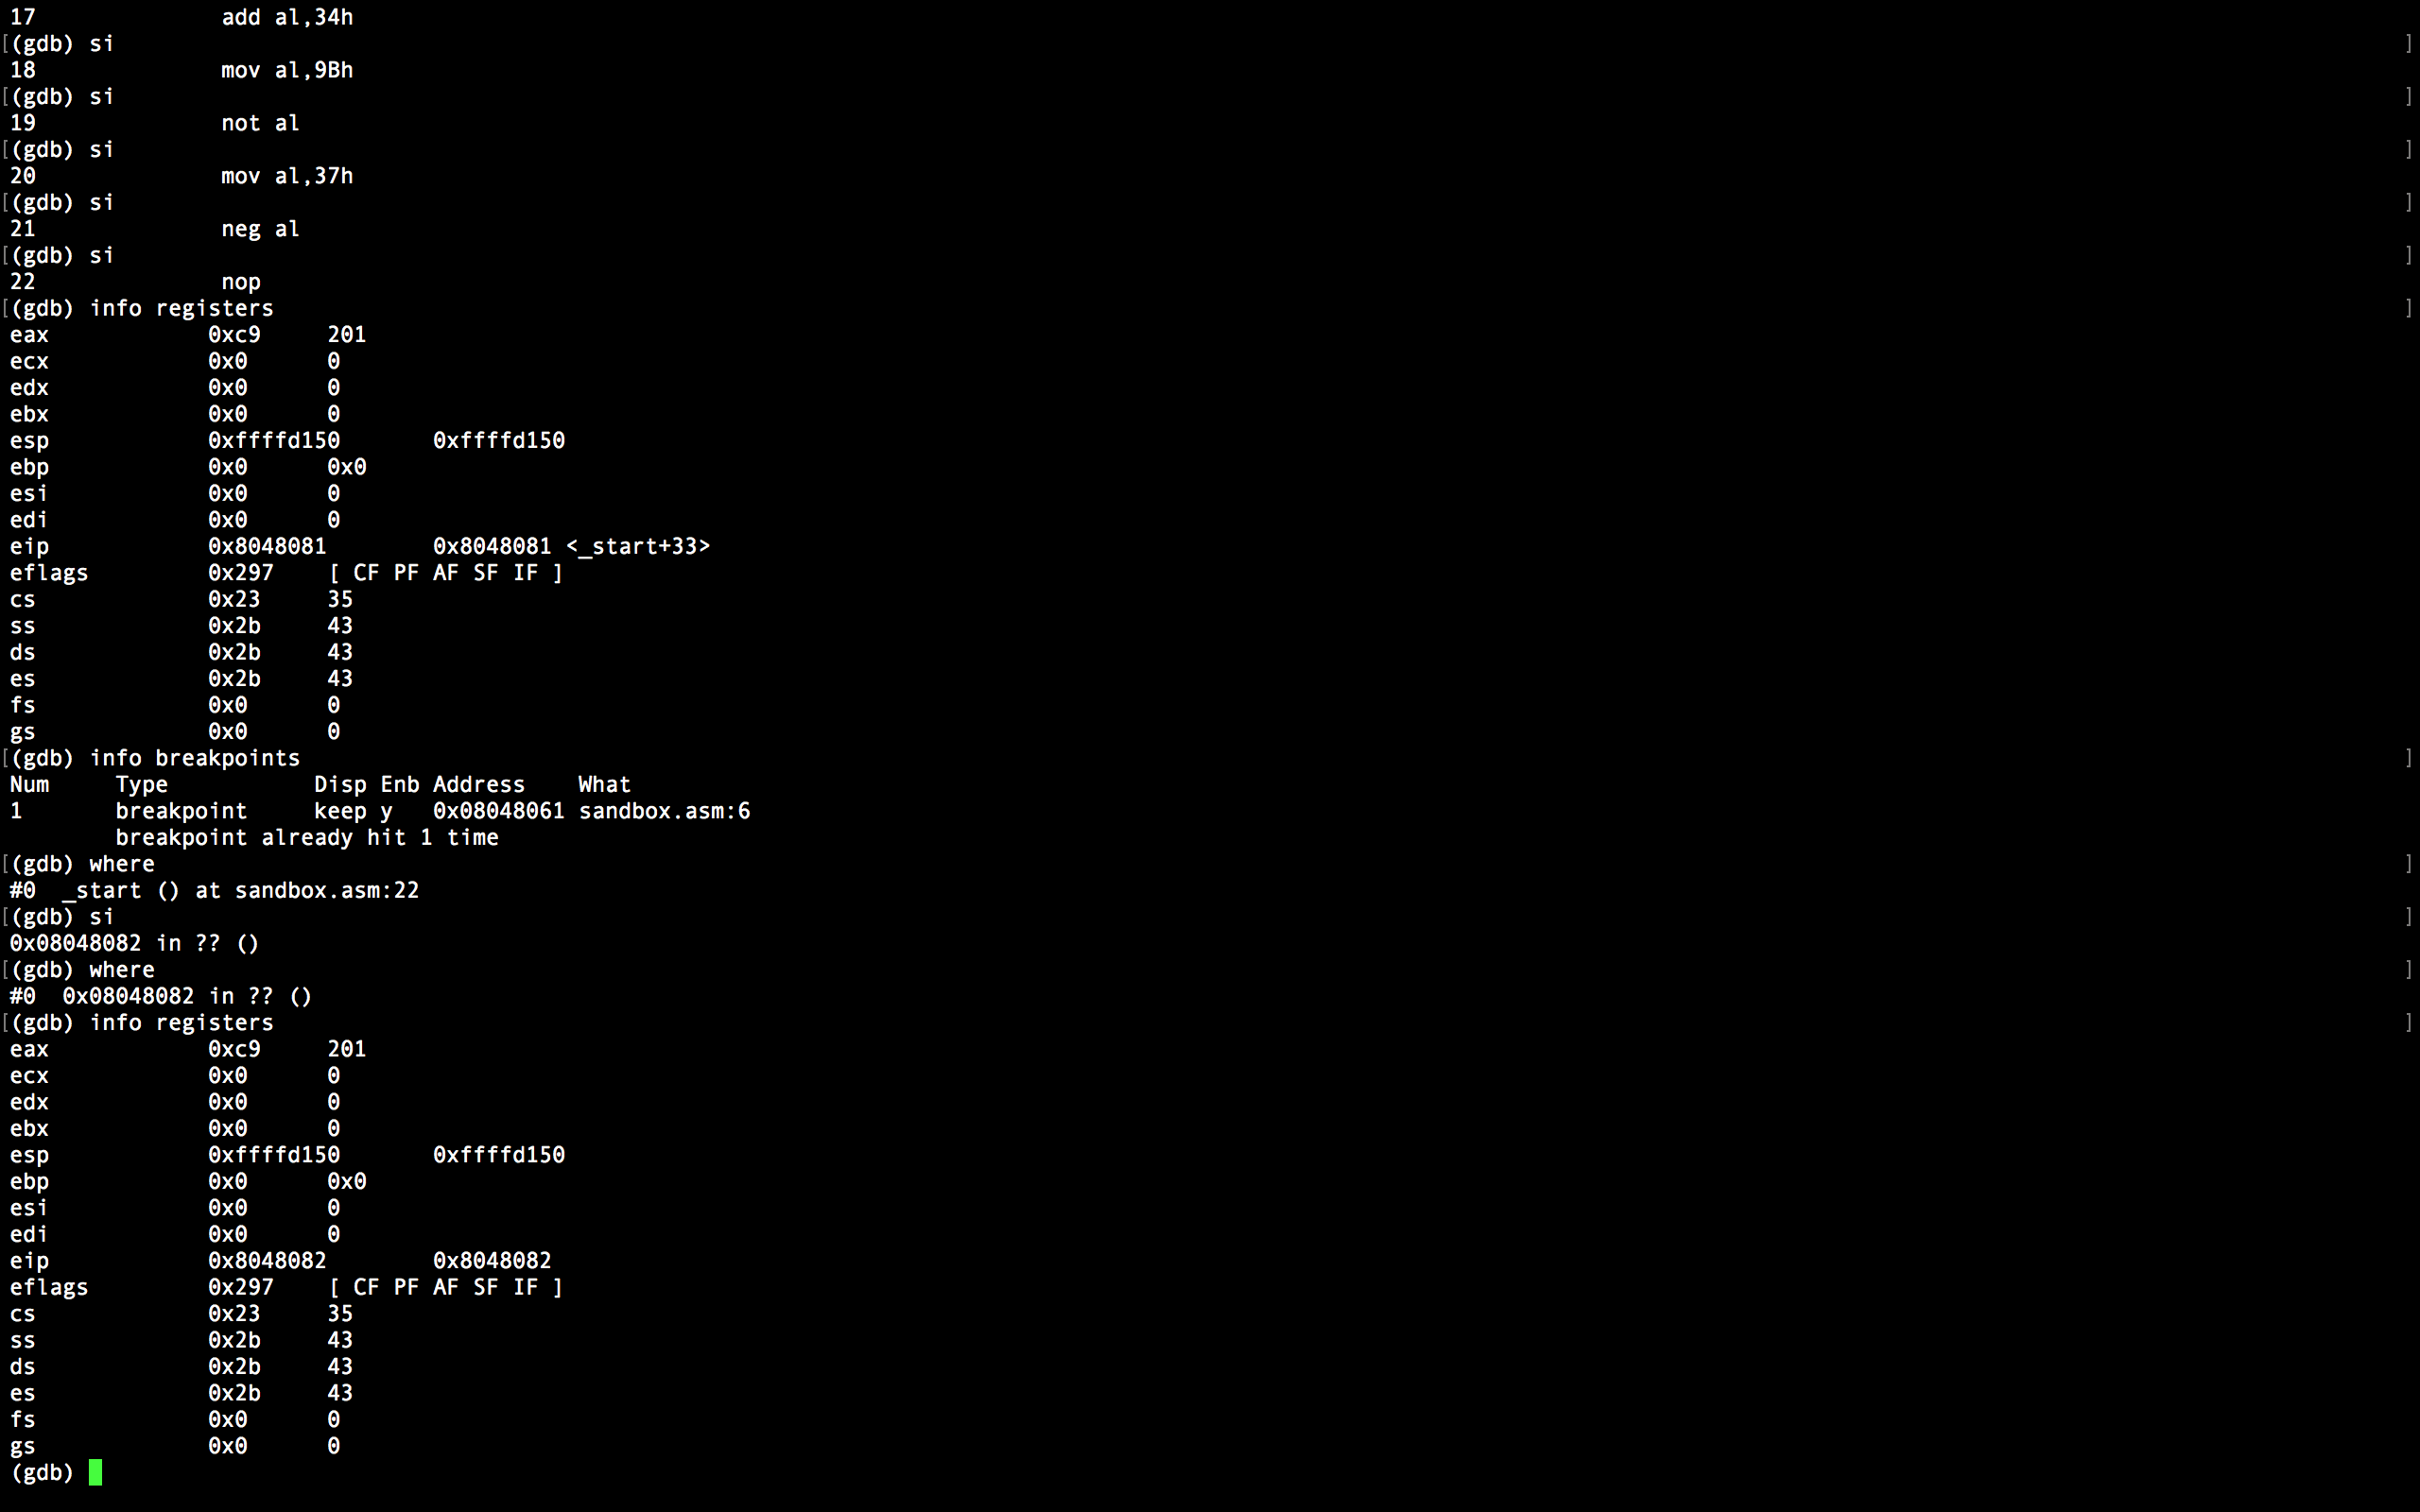 17              add al,34h
[(gdb) si ]
18              mov al,9Bh
[(gdb) si ]
19              not al
[(gdb) si ]
20              mov al,37h
[(gdb) si ]
21              neg al
[(gdb) si ]
22              nop
[(gdb) info registers ]
eax            0xc9     201
ecx            0x0      0
edx            0x0      0
ebx            0x0      0
esp            0xffffd150       0xffffd150
ebp            0x0      0x0
esi            0x0      0
edi            0x0      0
eip            0x8048081        0x8048081 <_start+33>
eflags         0x297    [ CF PF AF SF IF ]
cs             0x23     35
ss             0x2b     43
ds             0x2b     43
es             0x2b     43
fs             0x0      0
gs             0x0      0
[(gdb) info breakpoints ]
Num     Type           Disp Enb Address    What
1       breakpoint     keep y   0x08048061 sandbox.asm:6
        breakpoint already hit 1 time
[(gdb) where ]
#0  _start () at sandbox.asm:22
[(gdb) si ]
0x08048082 in ?? ()
[(gdb) where ]
#0  0x08048082 in ?? ()
[(gdb) info registers ]
eax            0xc9     201
ecx            0x0      0
edx            0x0      0
ebx            0x0      0
esp            0xffffd150       0xffffd150
ebp            0x0      0x0
esi            0x0      0
edi            0x0      0
eip            0x8048082        0x8048082
eflags         0x297    [ CF PF AF SF IF ]
cs             0x23     35
ss             0x2b     43
ds             0x2b     43
es             0x2b     43
fs             0x0      0
gs             0x0      0
(gdb)